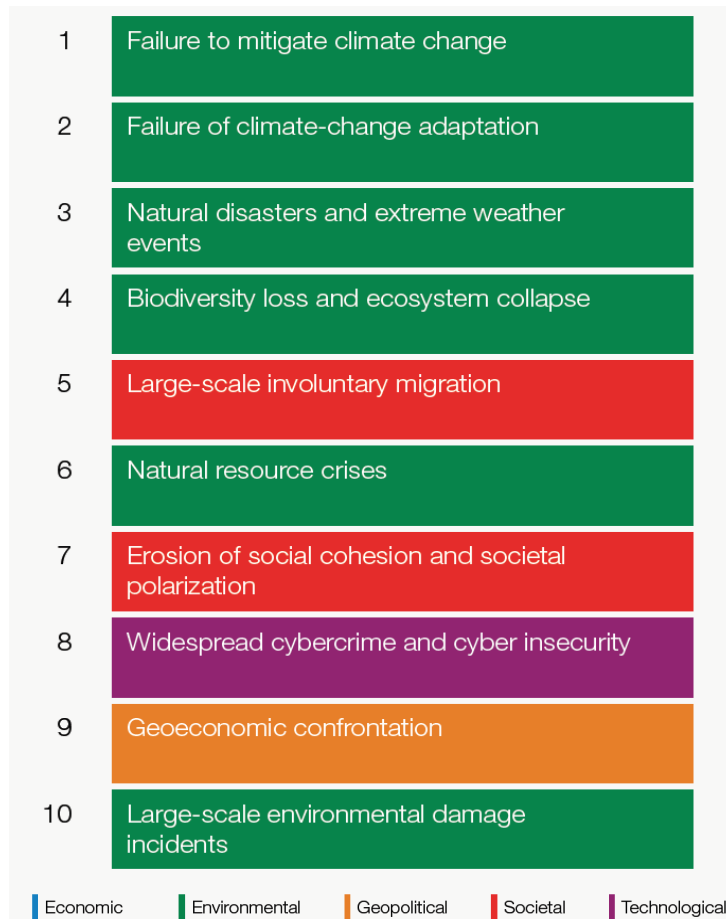 1 Failure to mitigate climate change
2 Failure of climate-change adaptation
3 Natural disasters and extreme weather
events
4 Biodiversity loss and ecosystem collapse
5 Large-scale involuntary migration
6 Natural resource crises
7 Erosion of social cohesion and societal
polarization
8 Widespread cybercrime and cyber insecurity
9 Geoeconomic confrontation
10 Large-scale environmental damage
incidents
Economic Environmental Geopolitical Societal Technological